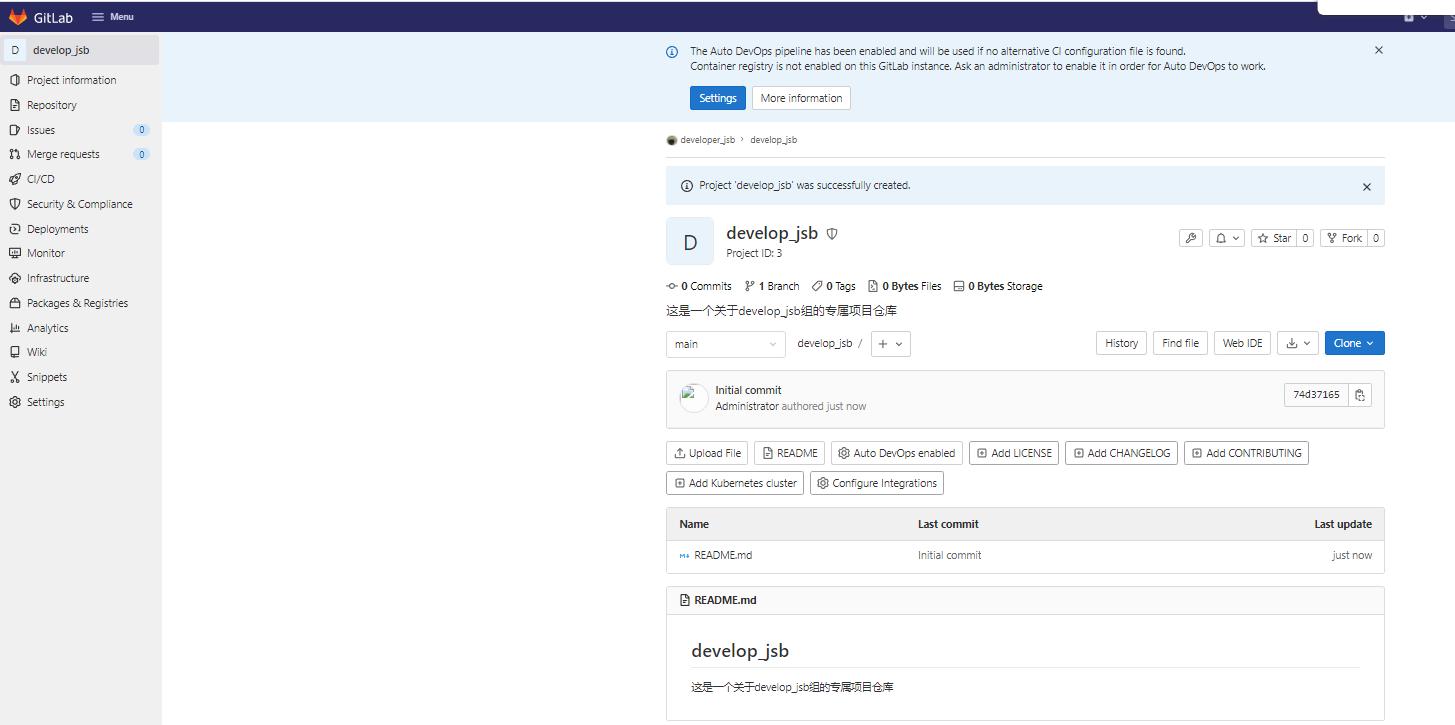 GitLab Menu
D develop_jsb
Project information
Repository
Issues 0
Merge requests 0
CI/CD
Security & Compliance
Deployments
Monitor
Infrastructure
Packages & Registries
Analytics
Wiki
Snippets
Settings
The Auto DevOps pipeline has been enabled and will be used if no alternative CI configuration file is found.
Container registry is not enabled on this GitLab instance. Ask an administrator to enable it in order for Auto DevOps to work.
Settings More information
developer_jsb › develop_jsb
Project 'develop_jsb' was successfully created.
D
develop_jsb
Project ID: 3
Star 0 Fork 0
0 Commits 1 Branch 0 Tags 0 Bytes Files 0 Bytes Storage
这是一个关于develop_jsb组的专属项目仓库
main develop_jsb / + History Find file Web IDE Clone
Initial commit
Administrator authored just now
74d37165
Upload File README Auto DevOps enabled Add LICENSE Add CHANGELOG Add CONTRIBUTING
Add Kubernetes cluster Configure Integrations
Name Last commit Last update
README.md Initial commit just now
README.md
develop_jsb
这是一个关于develop_jsb组的专属项目仓库